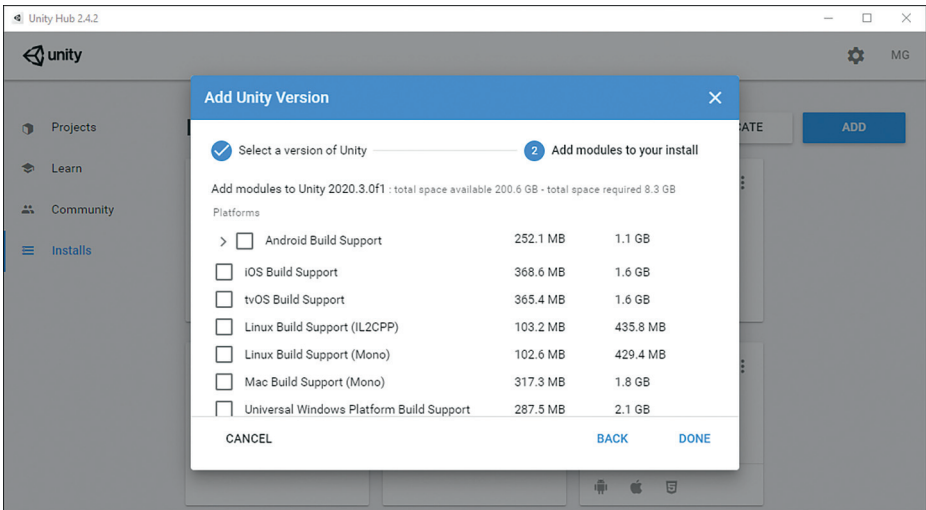 Unity Hub 2.4.2
unity
MG
Projects
Learn
Community
Installs
CATE
ADD
Add Unity Version
Select a version of Unity
2 Add modules to your install
Add modules to Unity 2020.3.0f1 : total space available 200.6 GB - total space required 8.3 GB
Platforms
Android Build Support 252.1 MB 1.1 GB
iOS Build Support 368.6 MB 1.6 GB
tvOS Build Support 365.4 MB 1.6 GB
Linux Build Support (IL2CPP) 103.2 MB 435.8 MB
Linux Build Support (Mono) 102.6 MB 429.4 MB
Mac Build Support (Mono) 317.3 MB 1.8 GB
Universal Windows Platform Build Support 287.5 MB 2.1 GB
CANCEL BACK DONE